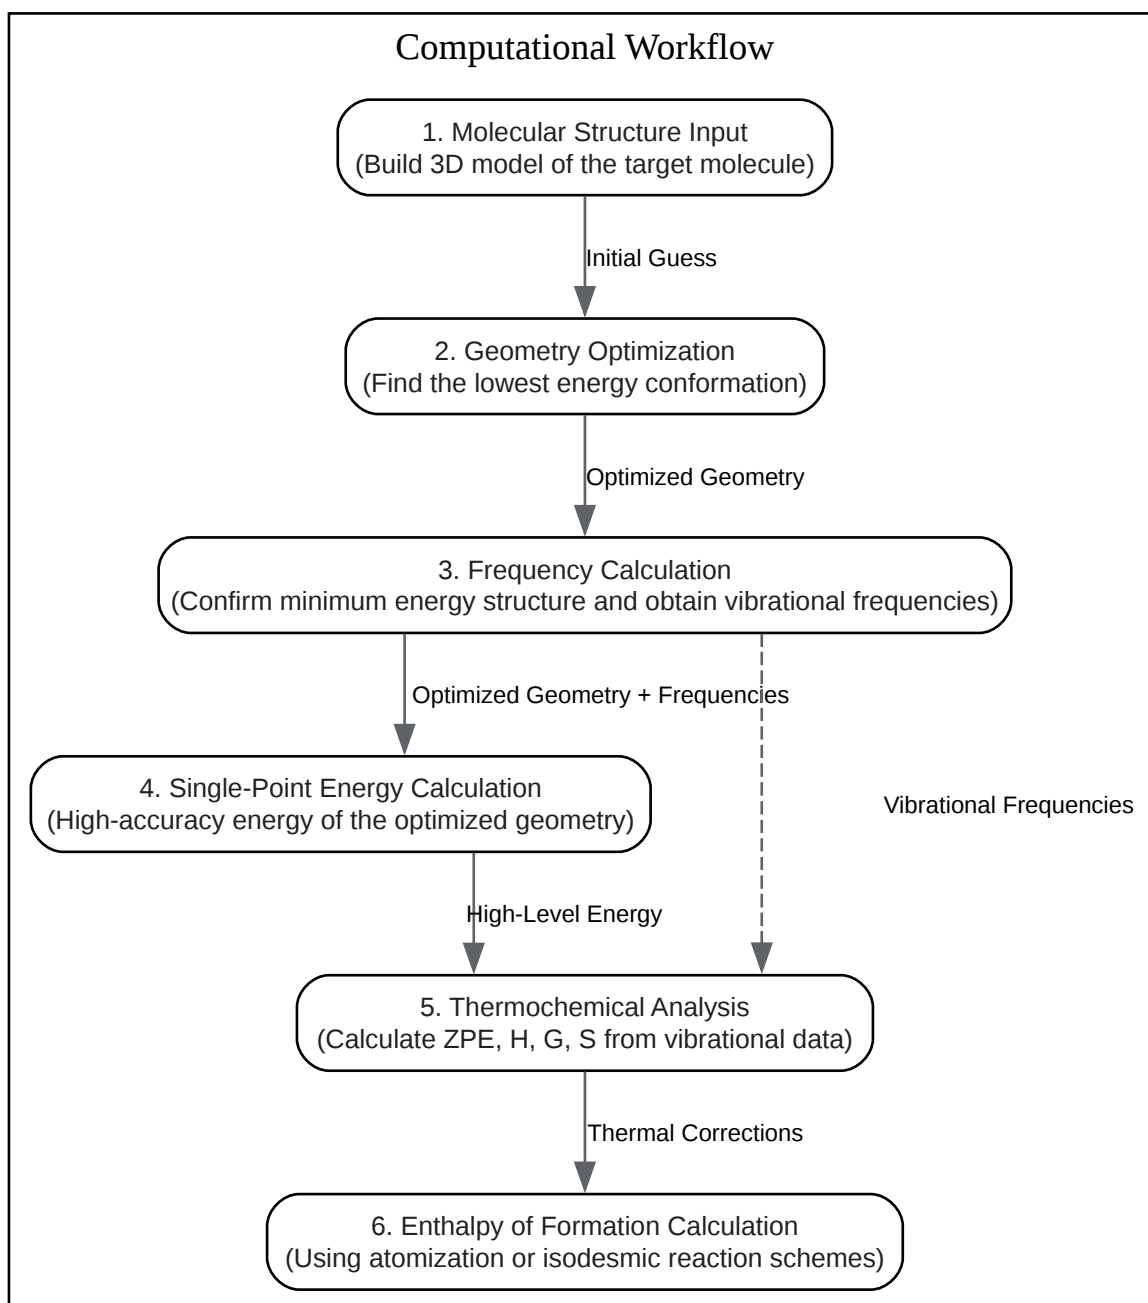 Computational Workflow
1. Molecular Structure Input
(Build 3D model of the target molecule)
Initial Guess
2. Geometry Optimization
(Find the lowest energy conformation)
Optimized Geometry
3. Frequency Calculation
(Confirm minimum energy structure and obtain vibrational frequencies)
Optimized Geometry + Frequencies
4. Single-Point Energy Calculation
(High-accuracy energy of the optimized geometry)
Vibrational Frequencies
High-Level Energy
5. Thermochemical Analysis
(Calculate ZPE, H, G, S from vibrational data)
Thermal Corrections
6. Enthalpy of Formation Calculation
(Using atomization or isodesmic reaction schemes)